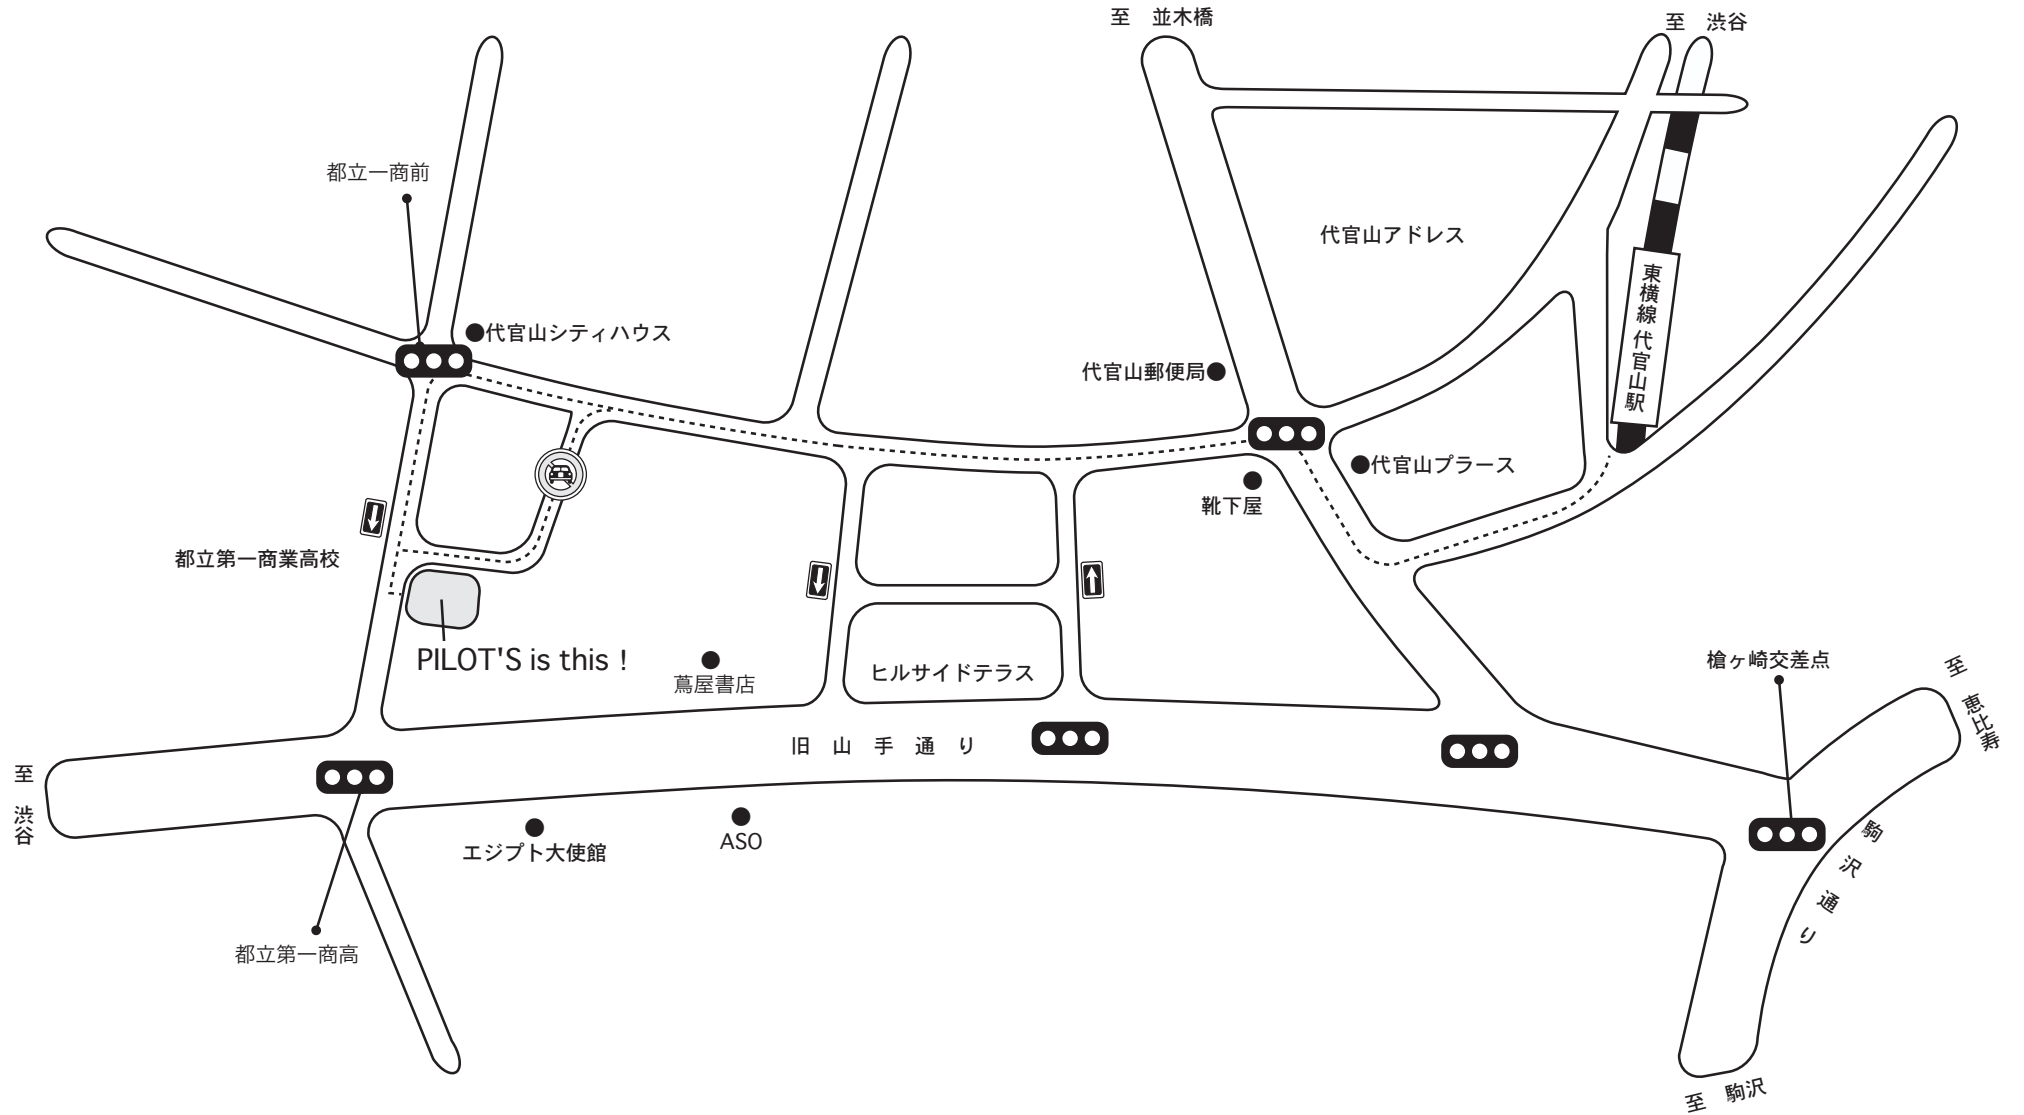 至 並木橋
至 渋谷
都立一商前
代官山アドレス
東横線 代官山駅
代官山シティハウス
代官山郵便局
代官山プラース
靴下屋
都立第一商業高校
PILOT'S is this !
蔦屋書店
ヒルサイドテラス
槍ヶ崎交差点
至 恵比寿
旧山手通り
至 渋谷
駒沢通り
エジプト大使館
ASO
都立第一商高
至 駒沢